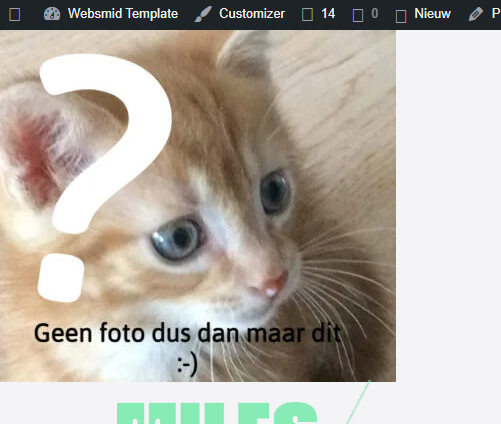 Websmid Template Customizer 14 0 Nieuw P
?
Geen foto dus dan maar dit
:-)